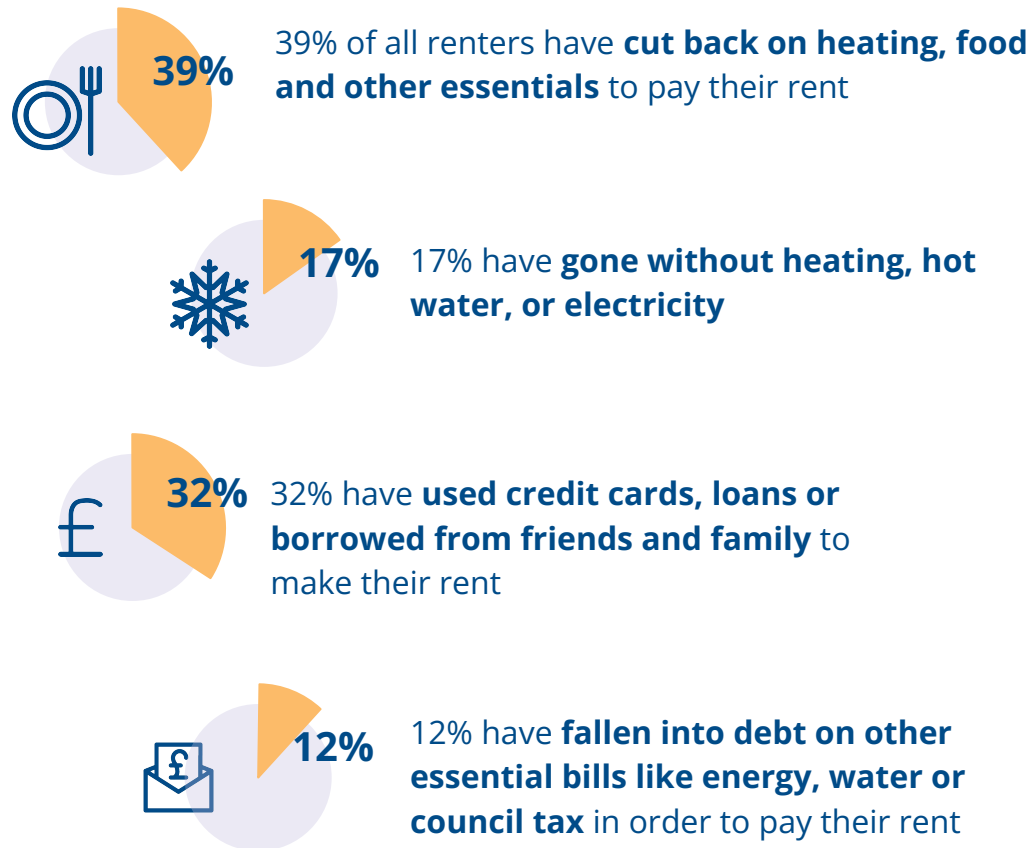 39%
39% of all renters have cut back on heating, food
and other essentials to pay their rent
17%
17% have gone without heating, hot
water, or electricity
£
32%
32% have used credit cards, loans or
borrowed from friends and family to
make their rent
£
12%
12% have fallen into debt on other
essential bills like energy, water or
council tax in order to pay their rent